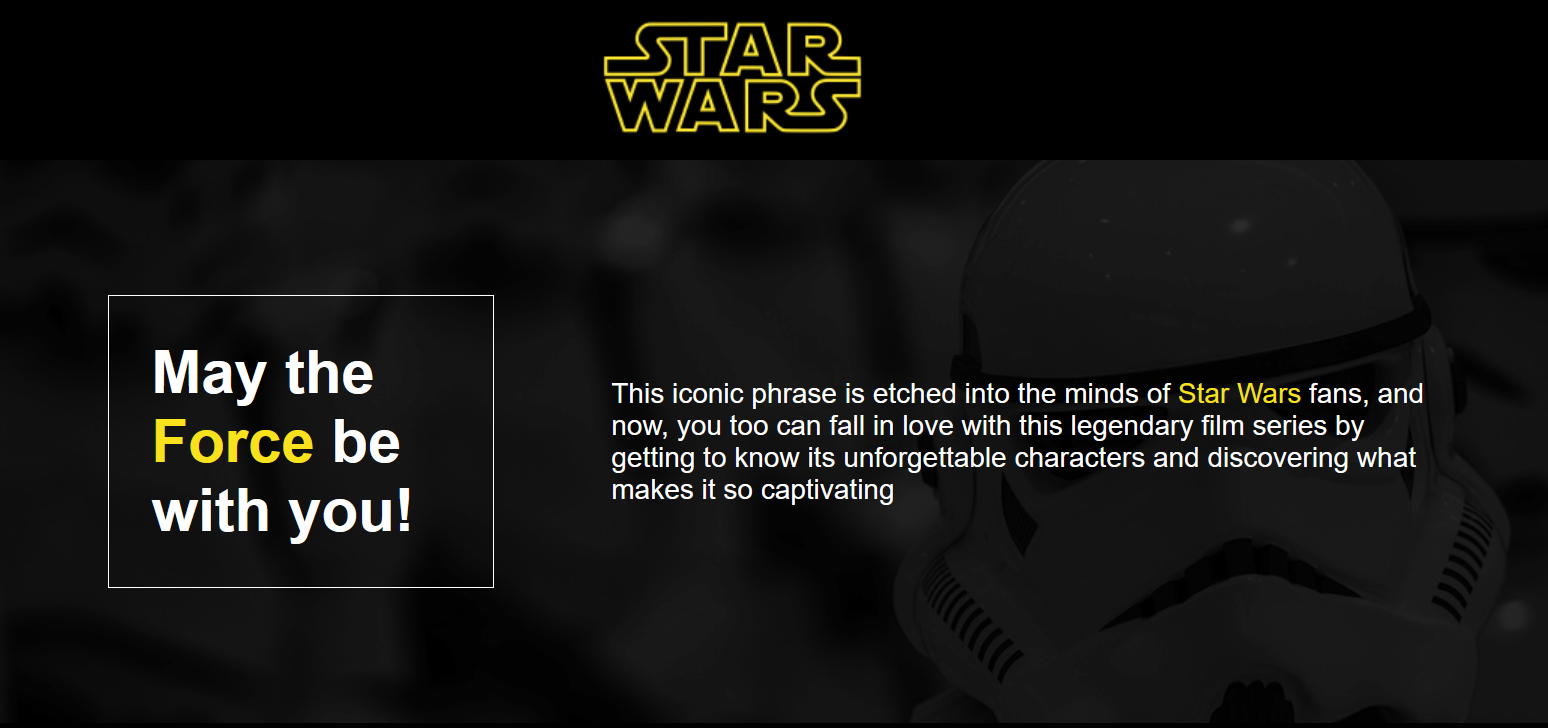 STAR
WARS
May the
Force be
with you!
This iconic phrase is etched into the minds of Star Wars fans, and
now, you too can fall in love with this legendary film series by
getting to know its unforgettable characters and discovering what
makes it so captivating